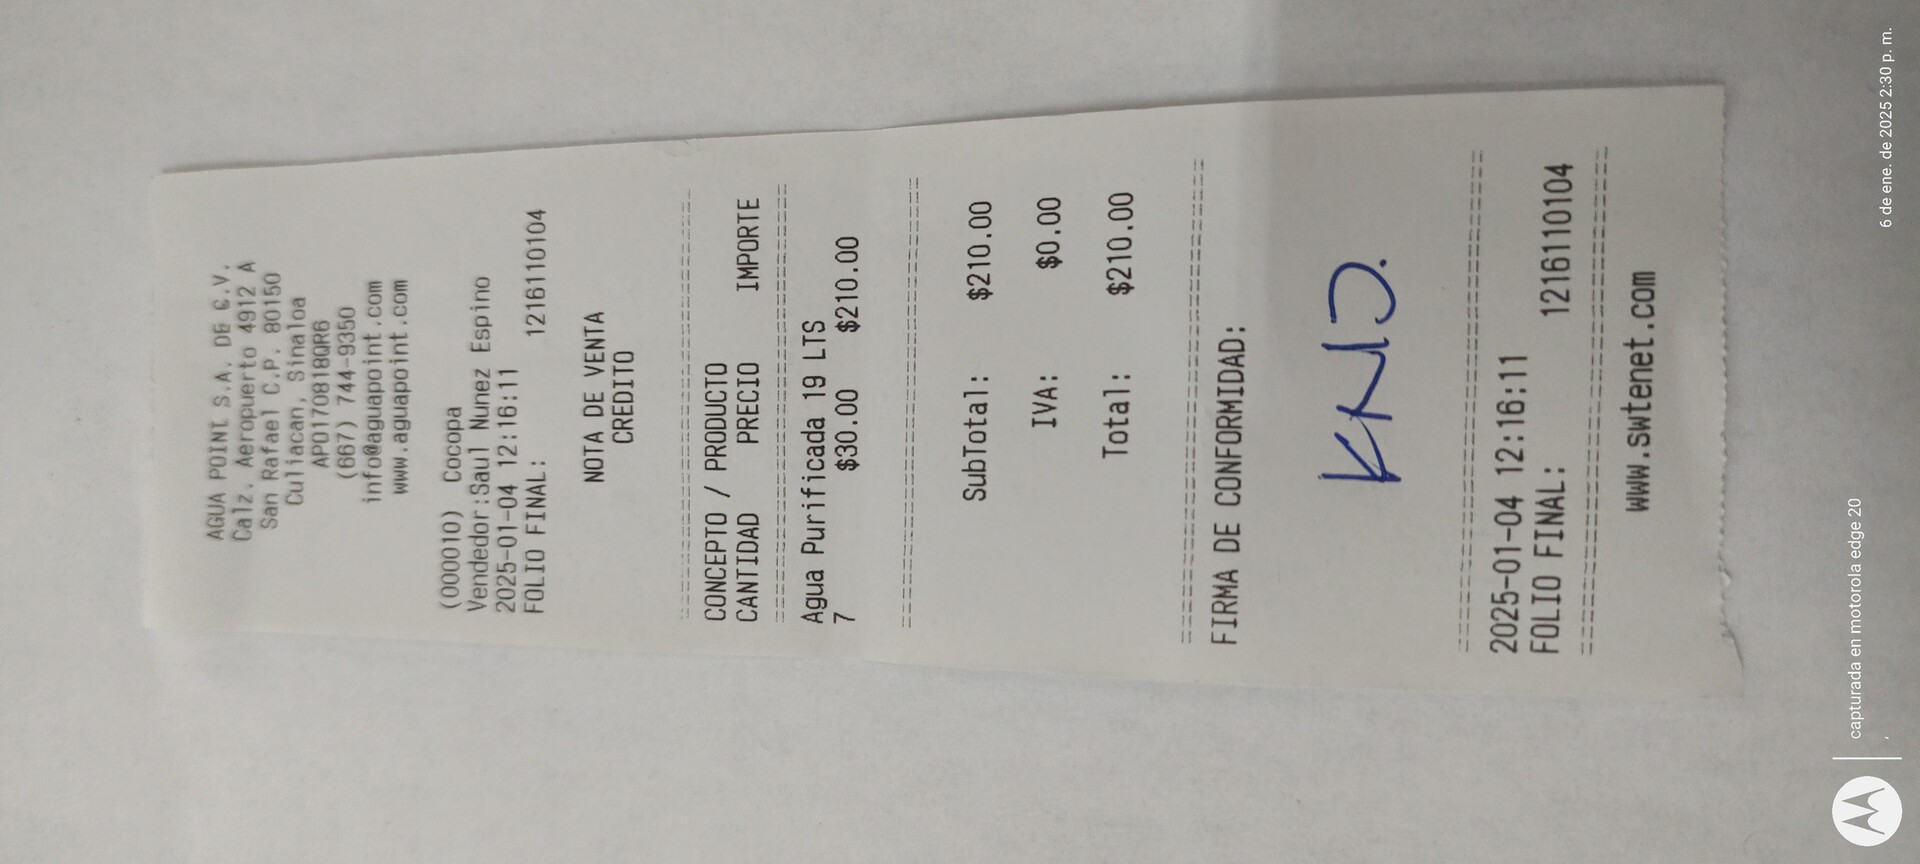 AGUA POINT S.A. DE C.V.
Calz. Aeropuerto 4912 A
San Rafael C.P. 80150
Culiacan, Sinaloa
APO170818QR6
(667) 744-9350
info@aguapoint.com
www.aguapoint.com
(000010) Cocopa
Vendedor:Saul Nunez Espino
2025-01-04 12:16:11
FOLIO FINAL: 1216110104
NOTA DE VENTA
CREDITO
CONCEPTO / PRODUCTO
CANTIDAD PRECIO IMPORTE
Agua Purificada 19 LTS
7 $30.00 $210.00
SubTotal: $210.00
IVA: $0.00
Total: $210.00
FIRMA DE CONFORMIDAD:
2025-01-04 12:16:11
FOLIO FINAL: 1216110104
www.swtenet.com
capturada en motorola edge 20
6 de ene. de 2025 2:30 p. m.